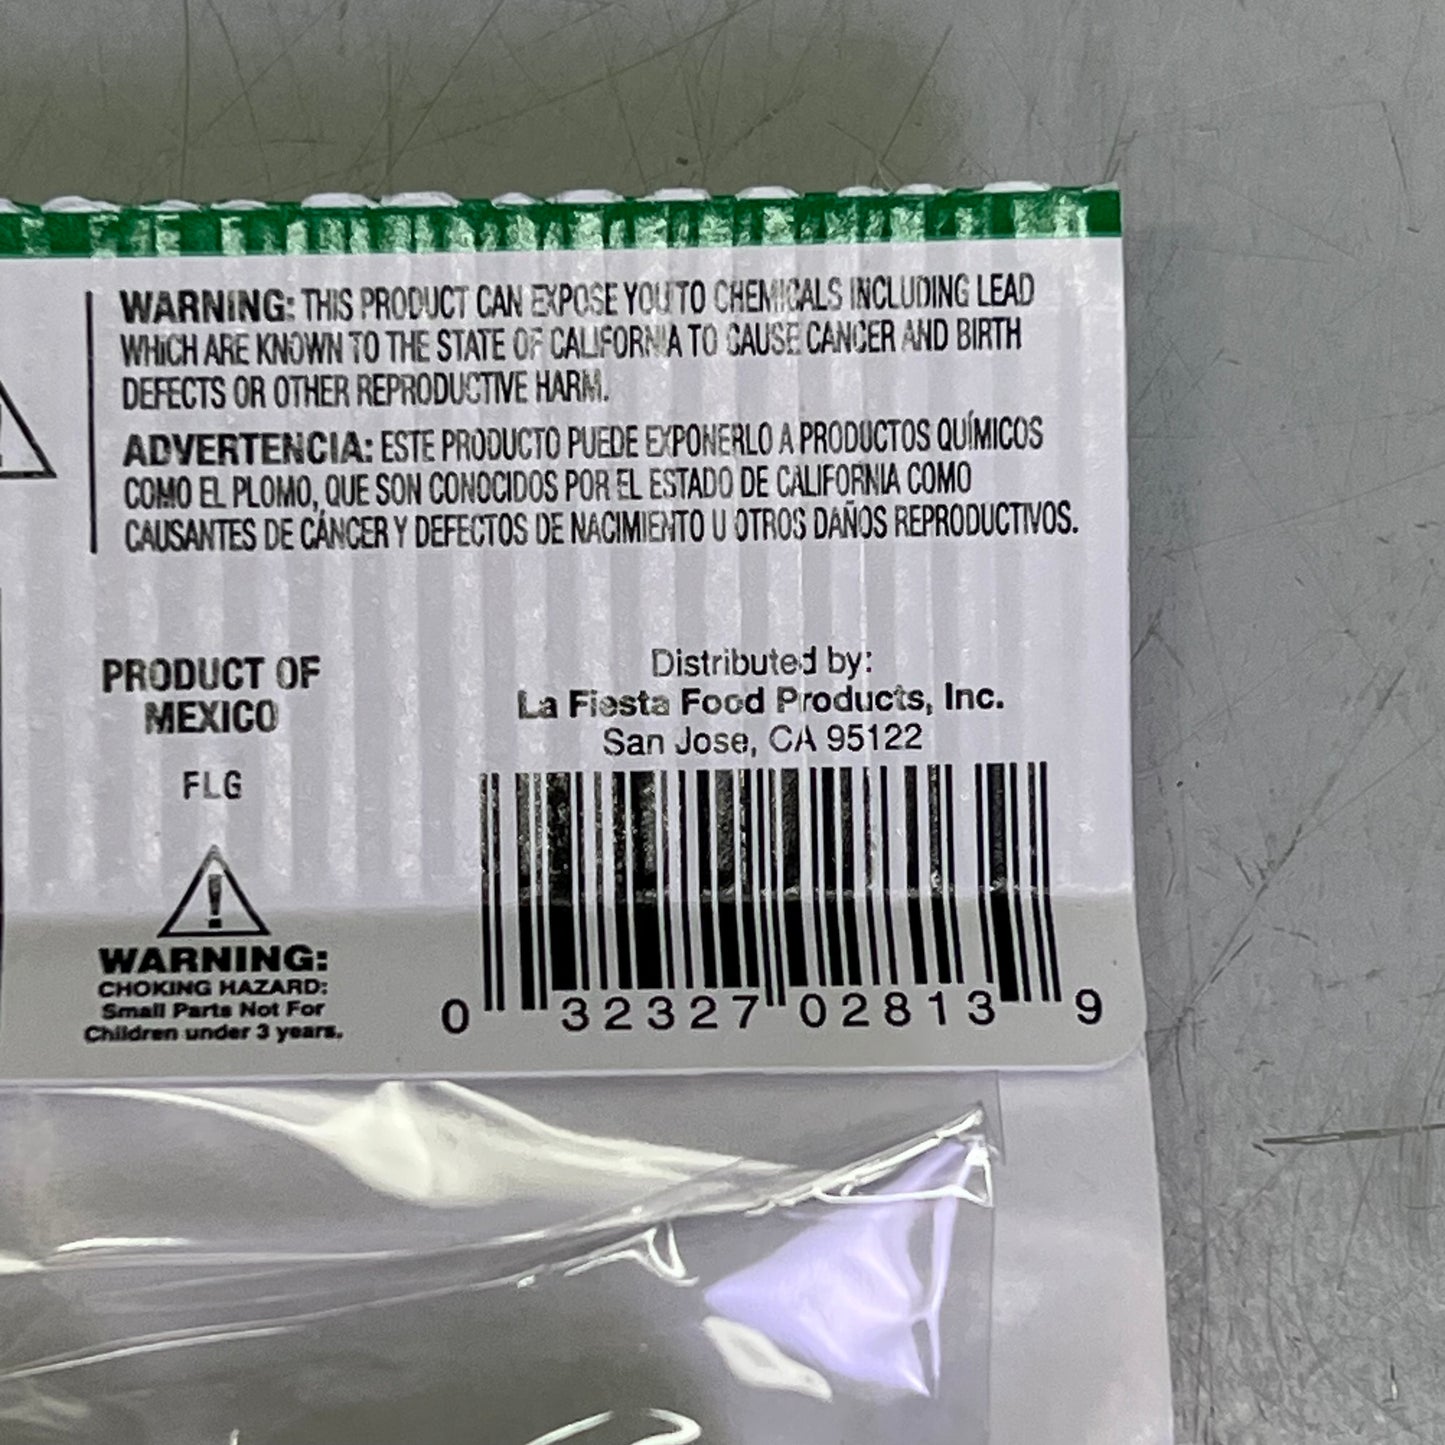 WARNING: THIS PRODUCT CAN EXPOSE YOU TO CHEMICALS INCLUDING LEAD
WHICH ARE KNOWN TO THE STATE OF CALIFORNIA TO CAUSE CANCER AND BIRTH
DEFECTS OR OTHER REPRODUCTIVE HARM.
ADVERTENCIA: ESTE PRODUCTO PUEDE EXPONERLO A PRODUCTOS QUÍMICOS
COMO EL PLOMO, QUE SON CONOCIDOS POR EL ESTADO DE CALIFORNIA COMO
CAUSANTES DE CÁNCER Y DEFECTOS DE NACIMIENTO U OTROS DAÑOS REPRODUCTIVOS.
PRODUCT OF
MEXICO
FLG
!
WARNING:
CHOKING HAZARD:
Small Parts Not For
Children under 3 years.
Distributed by:
La Fiesta Food Products, Inc.
San Jose, CA 95122
0 32327 02813 9